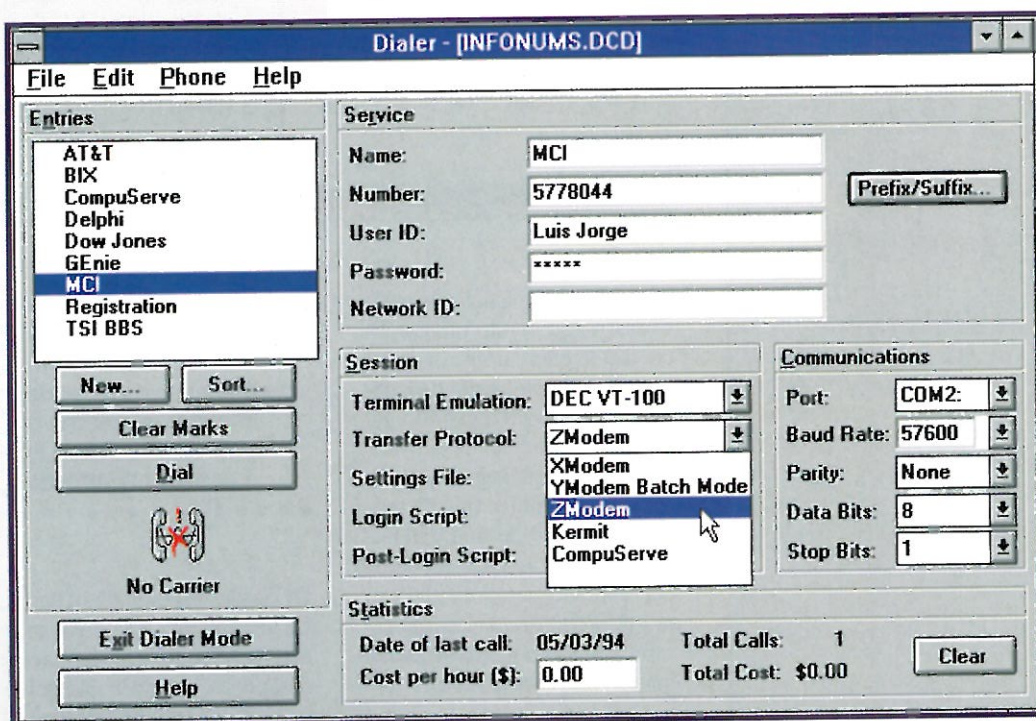 Dialer - [INFONUMS.DCD]
File Edit Phone Help
Entries
AT&T
BIX
CompuServe
Delphi
Dow Jones
GEnie
MCI
Registration
TSI BBS
New... Sort...
Clear Marks
Dial
No Carrier
Exit Dialer Mode
Help
Service
Name: MCI
Number: 5778044
Prefix/Suffix...
User ID: Luis Jorge
Password: *****
Network ID:
Session
Terminal Emulation: DEC VT-100
Transfer Protocol: ZModem
Settings File:
Login Script:
Post-Login Script:
XModem
YModem Batch Mode
ZModem
Kermit
CompuServe
Communications
Port: COM2:
Baud Rate: 57600
Parity: None
Data Bits: 8
Stop Bits: 1
Statistics
Date of last call: 05/03/94 Total Calls: 1
Cost per hour ($): 0.00 Total Cost: $0.00
Clear